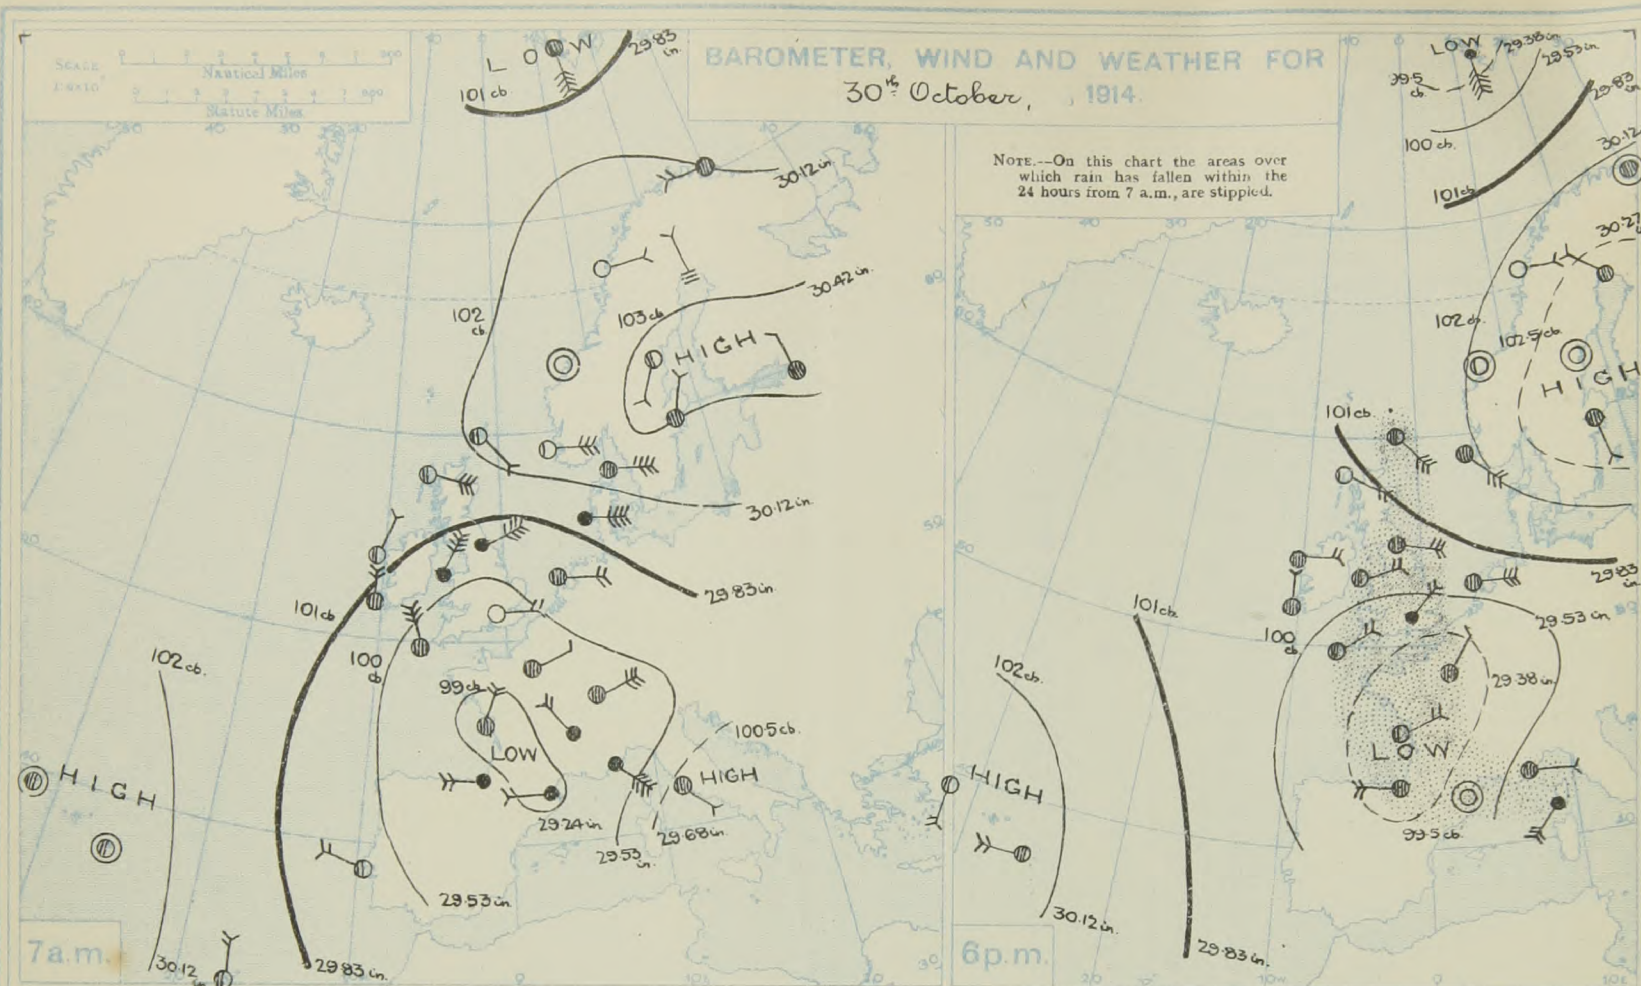 BAROMETER, WIND AND WEATHER FOR
30th October, , 1914.
SCALE
Nautical Miles
Statute Miles
NOTE.--On this chart the areas over
which rain has fallen within the
24 hours from 7 a.m., are stippled.
LOW
29.83 in.
101 cb
30.12 in.
30.42 in.
102 cb.
103 cb
HIGH
30.12 in.
29.83 in.
101 cb
100 cb
102 cb.
99 cb
LOW
100.5 cb.
HIGH
HIGH
29.24 in
29.68 in.
29.53 in.
29.53 in.
30.12 in.
29.83 in.
7a.m.
LOW
29.38 in.
29.53 in.
99.5 cb.
29.83 in.
100 cb.
30.12
101 cb
30.27
102 cb.
102.5 cb.
HIGH
101 cb.
29.83
101 cb.
100 cb.
29.53 in.
102 cb.
29.38 in.
LOW
HIGH
99.5 cb.
30.12 in.
29.83 in.
6p.m.